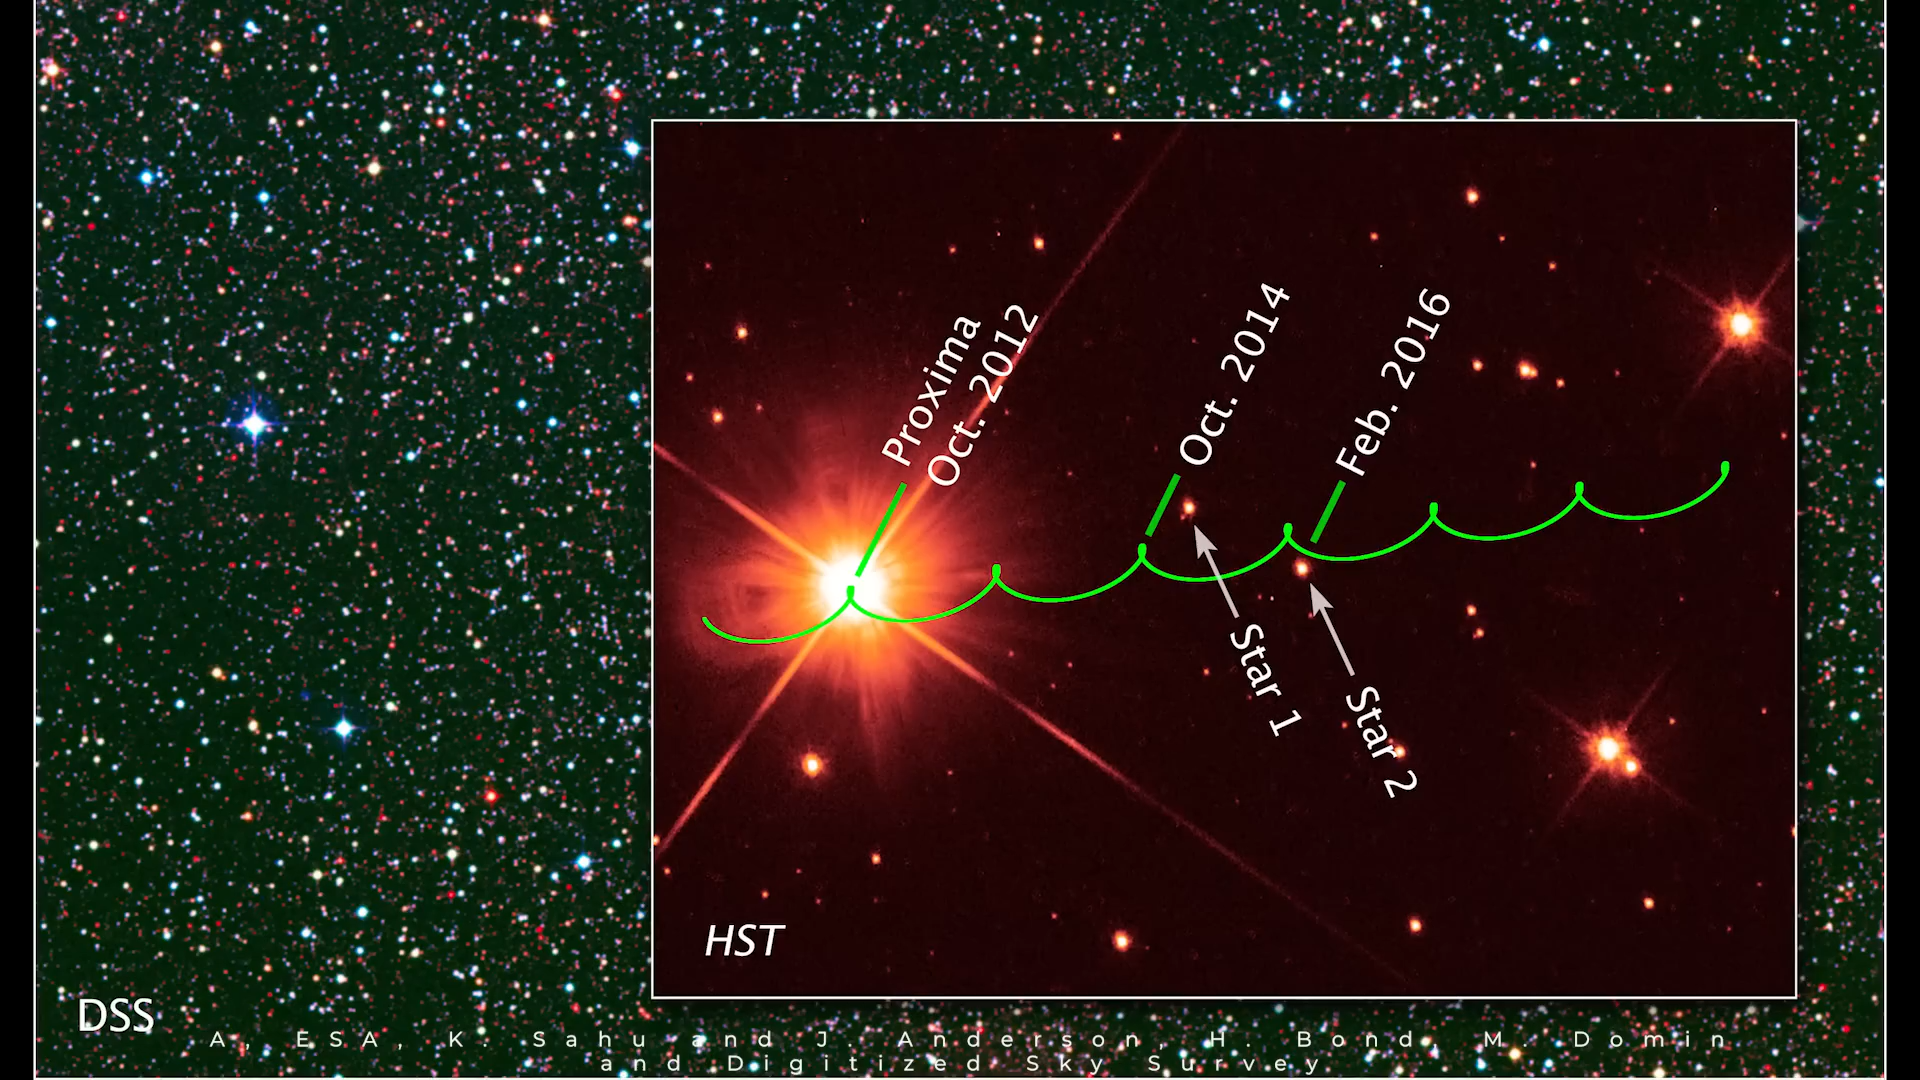 Proxima
Oct. 2012
Oct. 2014
Feb. 2016
Star 1
Star 2
HST
DSS
A, ESA, K. Sahu and J. Anderson, H. Bond, M. Domin
and Digitized Sky Survey